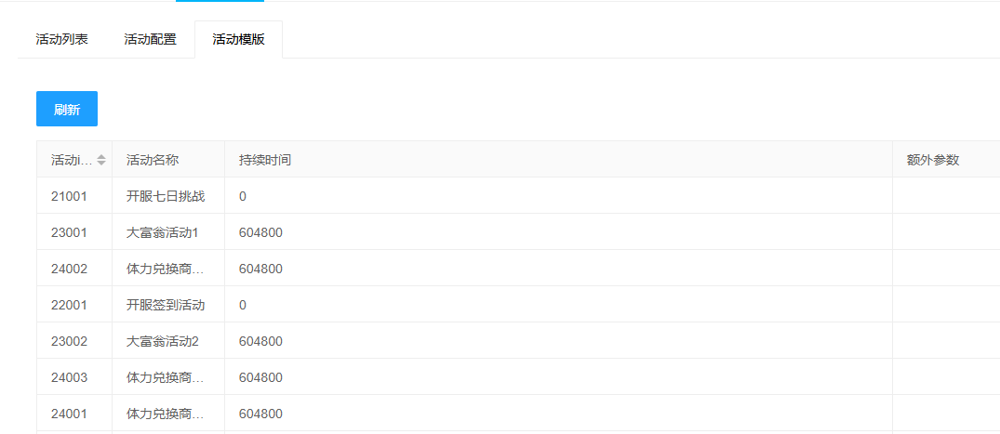 活动列表 活动配置 活动模版
刷新
活动i... 活动名称 持续时间 额外参数
21001 开服七日挑战 0
23001 大富翁活动1 604800
24002 体力兑换商... 604800
22001 开服签到活动 0
23002 大富翁活动2 604800
24003 体力兑换商... 604800
24001 体力兑换商... 604800